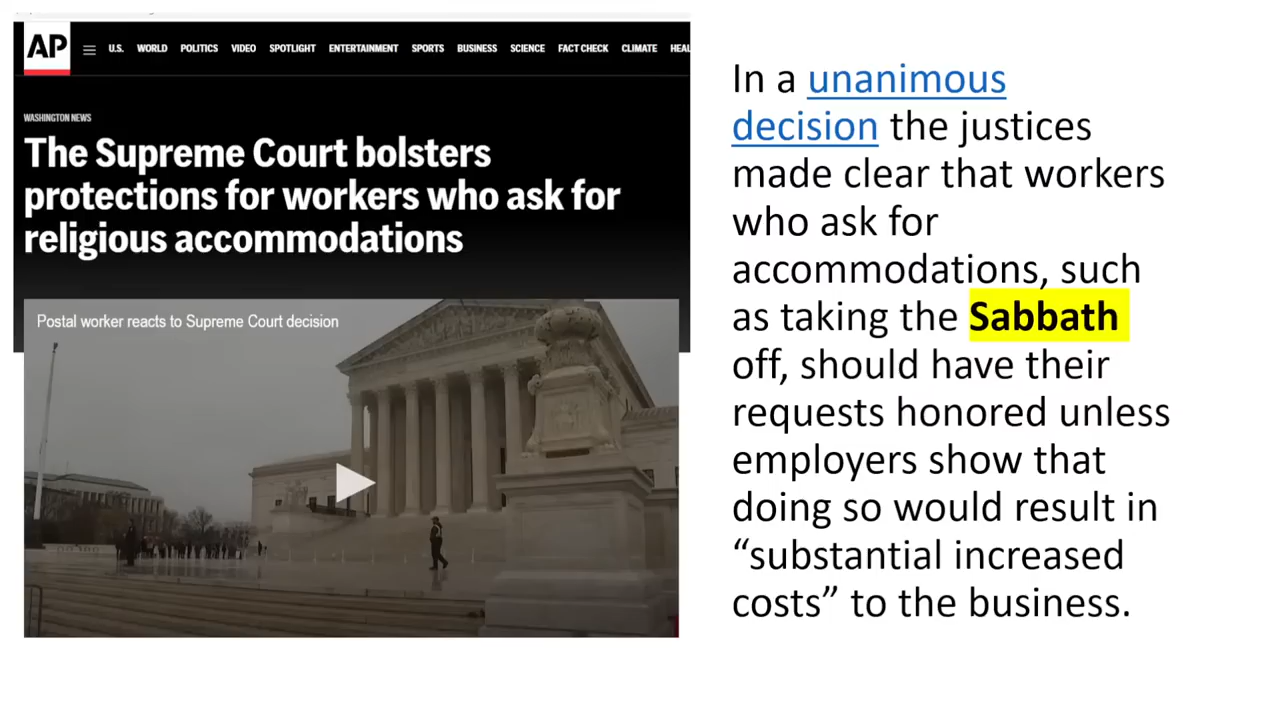 AP
U.S. WORLD POLITICS VIDEO SPOTLIGHT ENTERTAINMENT SPORTS BUSINESS SCIENCE FACT CHECK CLIMATE HEAL
WASHINGTON NEWS
The Supreme Court bolsters
protections for workers who ask for
religious accommodations
Postal worker reacts to Supreme Court decision
In a unanimous
decision the justices
made clear that workers
who ask for
accommodations, such
as taking the Sabbath
off, should have their
requests honored unless
employers show that
doing so would result in
“substantial increased
costs” to the business.